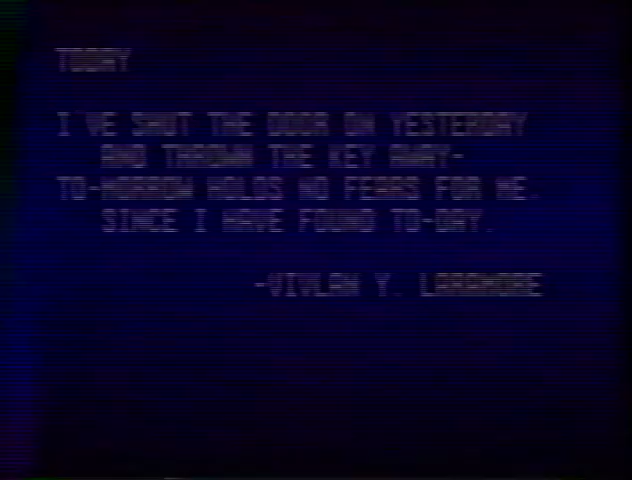 TODAY
I'VE SHUT THE DOOR ON YESTERDAY
AND THROWN THE KEY AWAY-
TO-MORROW HOLDS NO FEARS FOR ME.
SINCE I HAVE FOUND TO-DAY.
-VIVLAN Y. LARAMORE